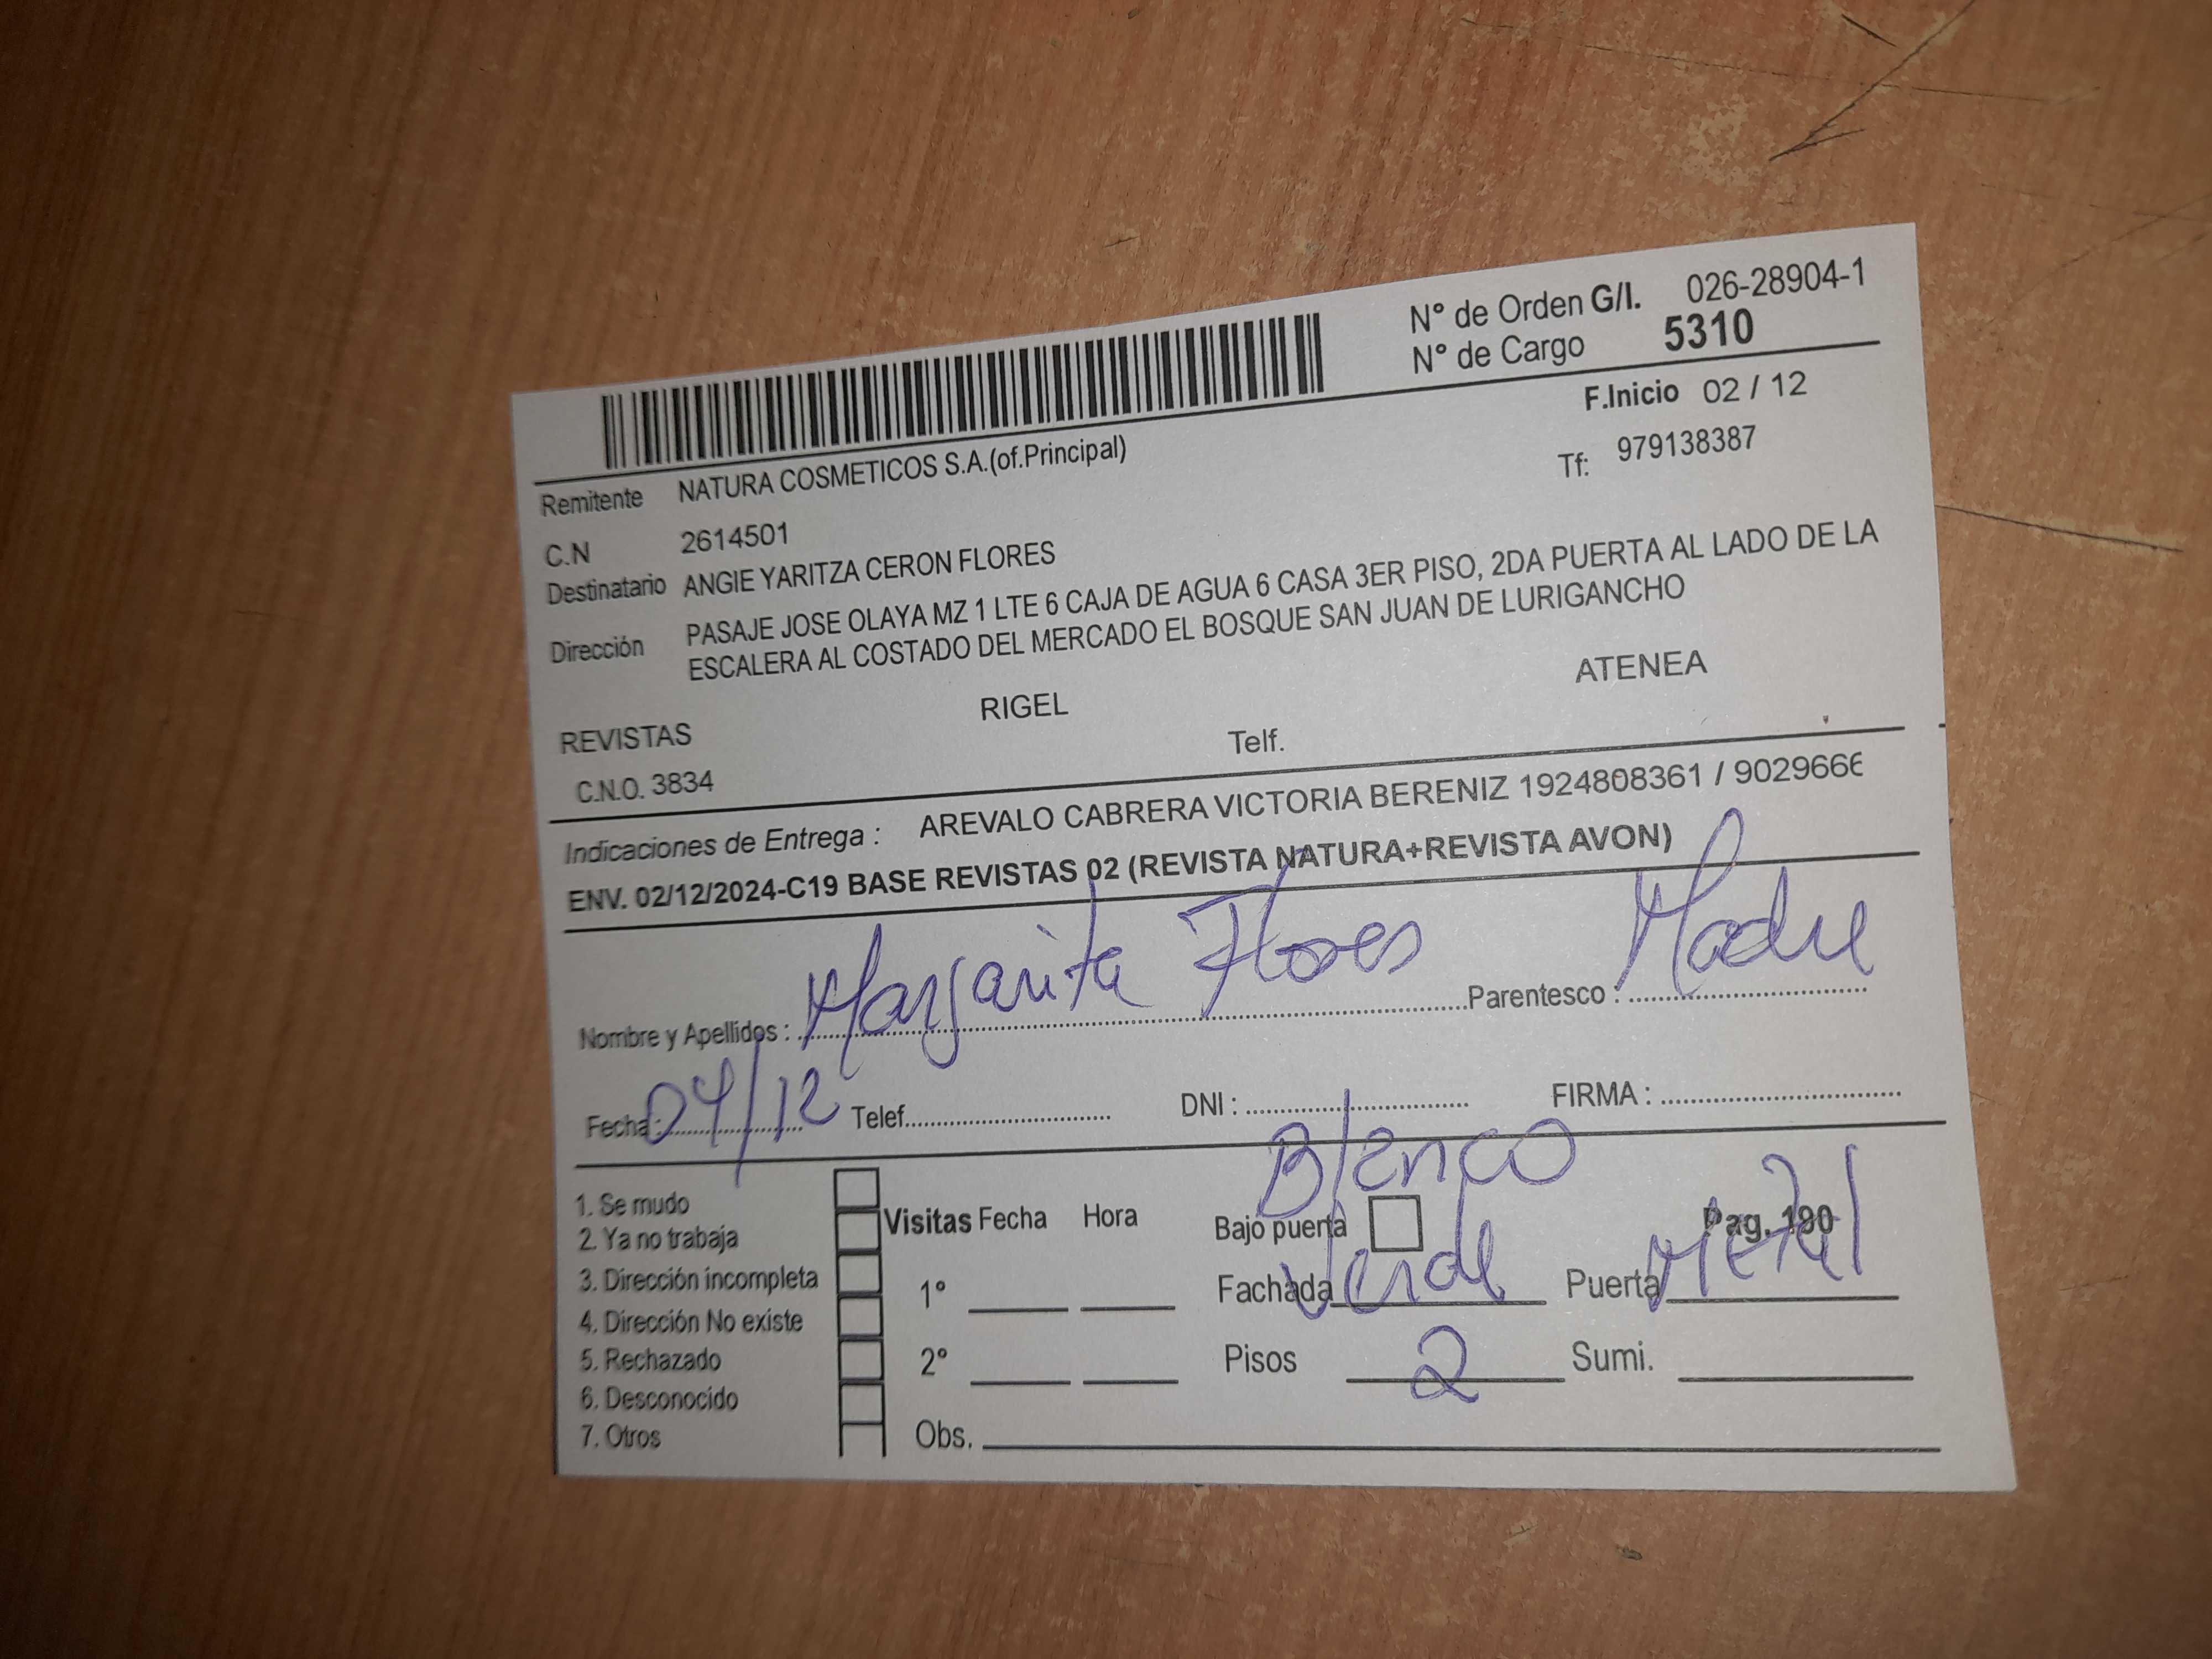 N° de Orden G/I. 026-28904-1
N° de Cargo 5310
F.Inicio 02 / 12
Remitente NATURA COSMETICOS S.A.(of.Principal)
Tf: 979138387
C.N 2614501
Destinatario ANGIE YARITZA CERON FLORES
Dirección PASAJE JOSE OLAYA MZ 1 LTE 6 CAJA DE AGUA 6 CASA 3ER PISO, 2DA PUERTA AL LADO DE LA
ESCALERA AL COSTADO DEL MERCADO EL BOSQUE SAN JUAN DE LURIGANCHO
REVISTAS RIGEL ATENEA
C.N.O. 3834 Telf.
Indicaciones de Entrega : AREVALO CABRERA VICTORIA BERENIZ 1924808361 / 9029666
ENV. 02/12/2024-C19 BASE REVISTAS 02 (REVISTA NATURA+REVISTA AVON)
Nombre y Apellidos : Margarita Flores Parentesco : Madre
Fecha : 04/12 Telef. DNI : FIRMA :
Blanco
1. Se mudo
2. Ya no trabaja
3. Dirección incompleta
4. Dirección No existe
5. Rechazado
6. Desconocido
7. Otros
Visitas Fecha Hora
1°
2°
Obs.
Bajo puerta Pag. 190
Fachada Verde Puerta Metal
Pisos 2 Sumi.